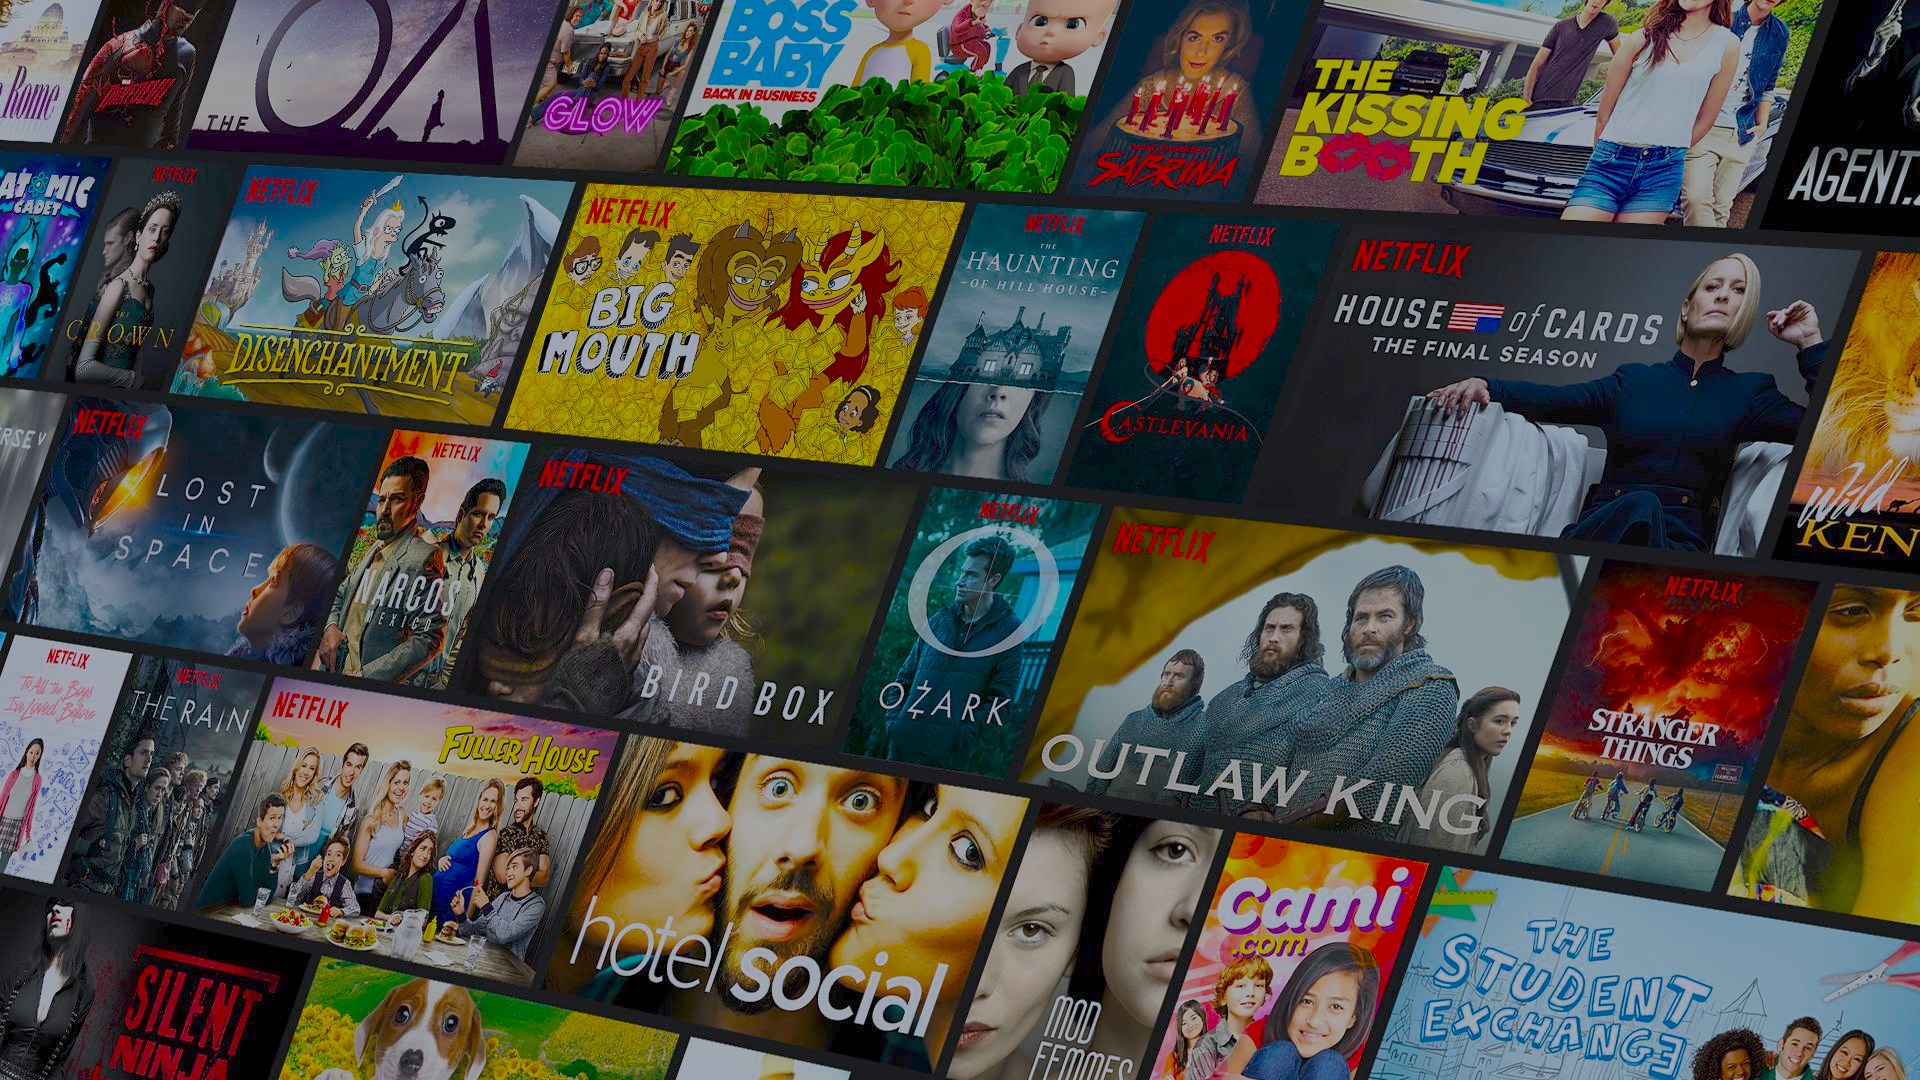 Rome
DAREDEVIL
THE
OA
GLOW
BOSS
BABY
BACK IN BUSINESS
SABRINA
THE
KISSING
BOOTH
AGENT
ATOMIC
CADET
NETFLIX
THE
CROWN
NETFLIX
DISENCHANTMENT
NETFLIX
BIG
MOUTH
NETFLIX
THE
HAUNTING
-OF HILL HOUSE-
NETFLIX
CASTLEVANIA
NETFLIX
HOUSE of CARDS
THE FINAL SEASON
Wild
KEN
RSEY
NETFLIX
LOST
IN
SPACE
NETFLIX
NARCOS
MEXICO
NETFLIX
BIRD BOX
NETFLIX
O
OZARK
NETFLIX
OUTLAW KING
NETFLIX
STRANGER
THINGS
NETFLIX
To All the Boys
I've Loved Before
NETFLIX
THE RAIN
NETFLIX
FULLER HOUSE
hotel social
MOD
FEMMES
Cami
.com
THE
STUDENT
EXCHANGE
SILENT
NINJA